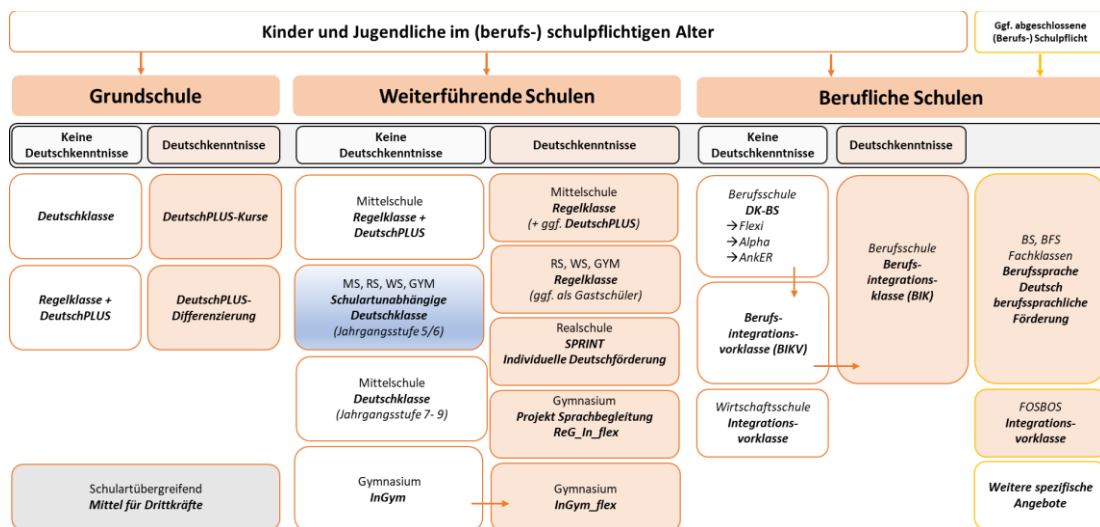 Kinder und Jugendliche im (berufs-) schulpflichtigen Alter
Ggf. abgeschlossene
(Berufs-) Schulpflicht
Grundschule
Weiterführende Schulen
Berufliche Schulen
Keine
Deutschkenntnisse
Deutschkenntnisse
Keine
Deutschkenntnisse
Deutschkenntnisse
Keine
Deutschkenntnisse
Deutschkenntnisse
Deutschklasse
DeutschPLUS-Kurse
Regelklasse +
DeutschPLUS
DeutschPLUS-
Differenzierung
Schulartübergreifend
Mittel für Drittkräfte
Mittelschule
Regelklasse +
DeutschPLUS
MS, RS, WS, GYM
Schulartunabhängige
Deutschklasse
(Jahrgangsstufe 5/6)
Mittelschule
Deutschklasse
(Jahrgangsstufe 7- 9)
Gymnasium
InGym
Mittelschule
Regelklasse
(+ ggf. DeutschPLUS)
RS, WS, GYM
Regelklasse
(ggf. als Gastschüler)
Realschule
SPRINT
Individuelle Deutschförderung
Gymnasium
Projekt Sprachbegleitung
ReG_In_flex
Gymnasium
InGym_flex
Berufsschule
DK-BS
→Flexi
→Alpha
→AnkER
Berufs-
integrations-
vorklasse (BIKV)
Wirtschaftsschule
Integrations-
vorklasse
Berufsschule
Berufs-
integrations-
klasse (BIK)
BS, BFS
Fachklassen
Berufssprache
Deutsch
berufssprachliche
Förderung
FOSBOS
Integrations-
vorklasse
Weitere spezifische
Angebote